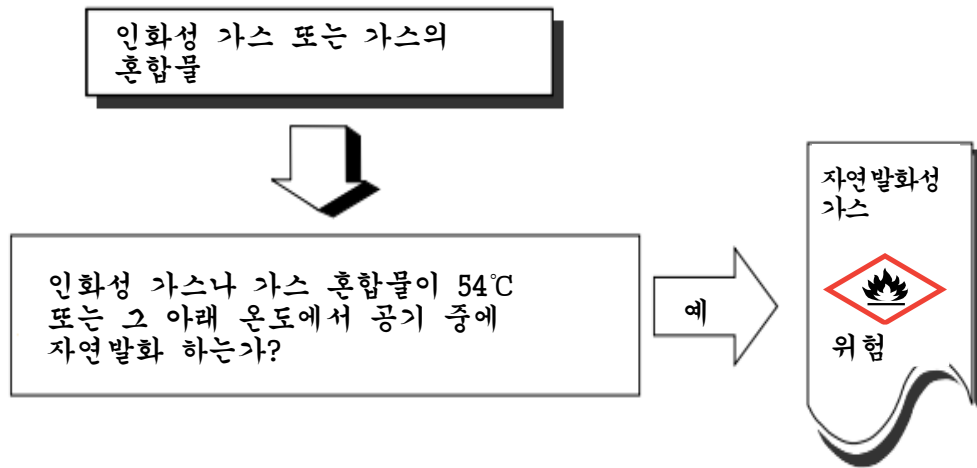 인화성 가스 또는 가스의
혼합물
인화성 가스나 가스 혼합물이 54℃
또는 그 아래 온도에서 공기 중에
자연발화 하는가?
예
자연발화성
가스
위험